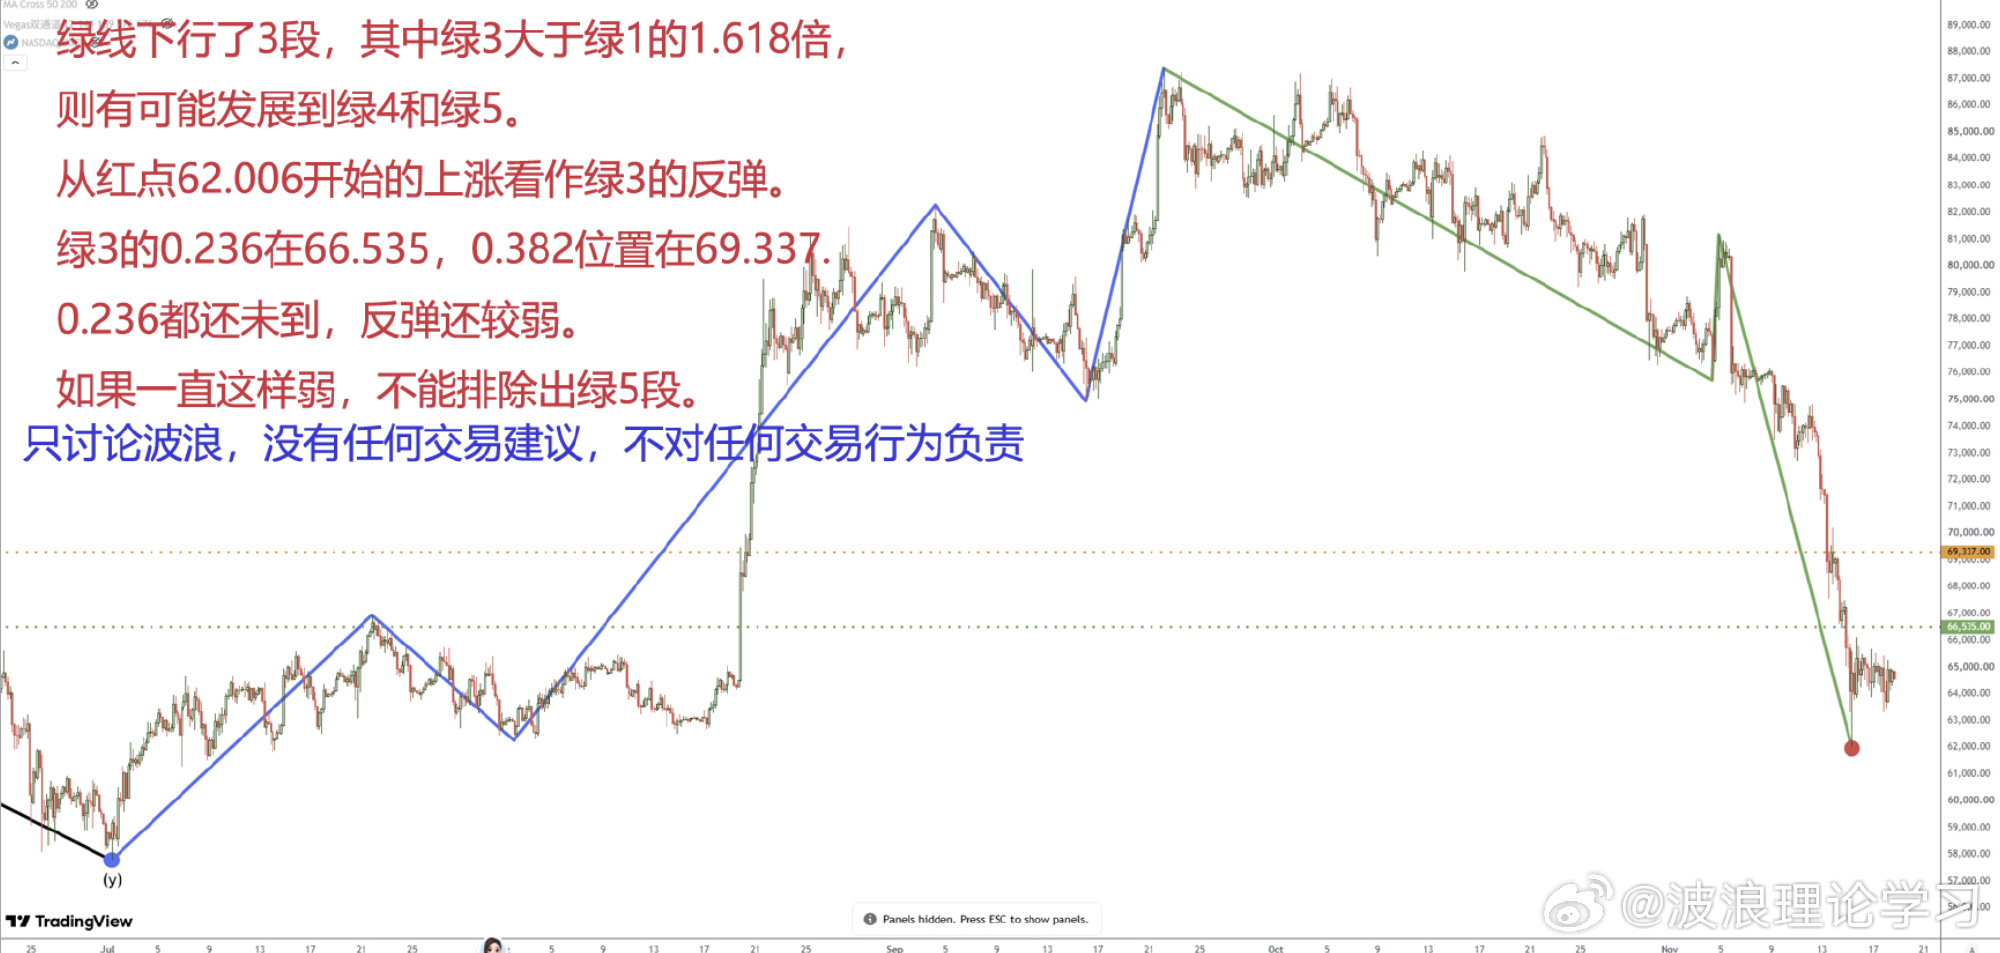 MA Cross 50 200
Vegas双通道
NASDAQ
绿线下行了3段，其中绿3大于绿1的1.618倍，
则有可能发展到绿4和绿5。
从红点62.006开始的上涨看作绿3的反弹。
绿3的0.236在66.535，0.382位置在69.337.
0.236都还未到，反弹还较弱。
如果一直这样弱，不能排除出绿5段。
只讨论波浪，没有任何交易建议，不对任何交易行为负责
89,000.00
88,000.00
87,000.00
86,000.00
85,000.00
84,000.00
83,000.00
82,000.00
81,000.00
80,000.00
79,000.00
78,000.00
77,000.00
76,000.00
75,000.00
74,000.00
73,000.00
72,000.00
71,000.00
70,000.00
69,337.00
69,000.00
68,000.00
67,000.00
66,535.00
66,000.00
65,000.00
64,000.00
63,000.00
62,000.00
61,000.00
60,000.00
59,000.00
58,000.00
57,000.00
(y)
TradingView
Panels hidden. Press ESC to show panels.
@波浪理论学习
25 Jul 5 9 13 17 21 25 5 9 13 17 21 25 Sep 5 9 13 17 21 25 Oct 5 9 13 17 21 25 Nov 5 9 13 17 21